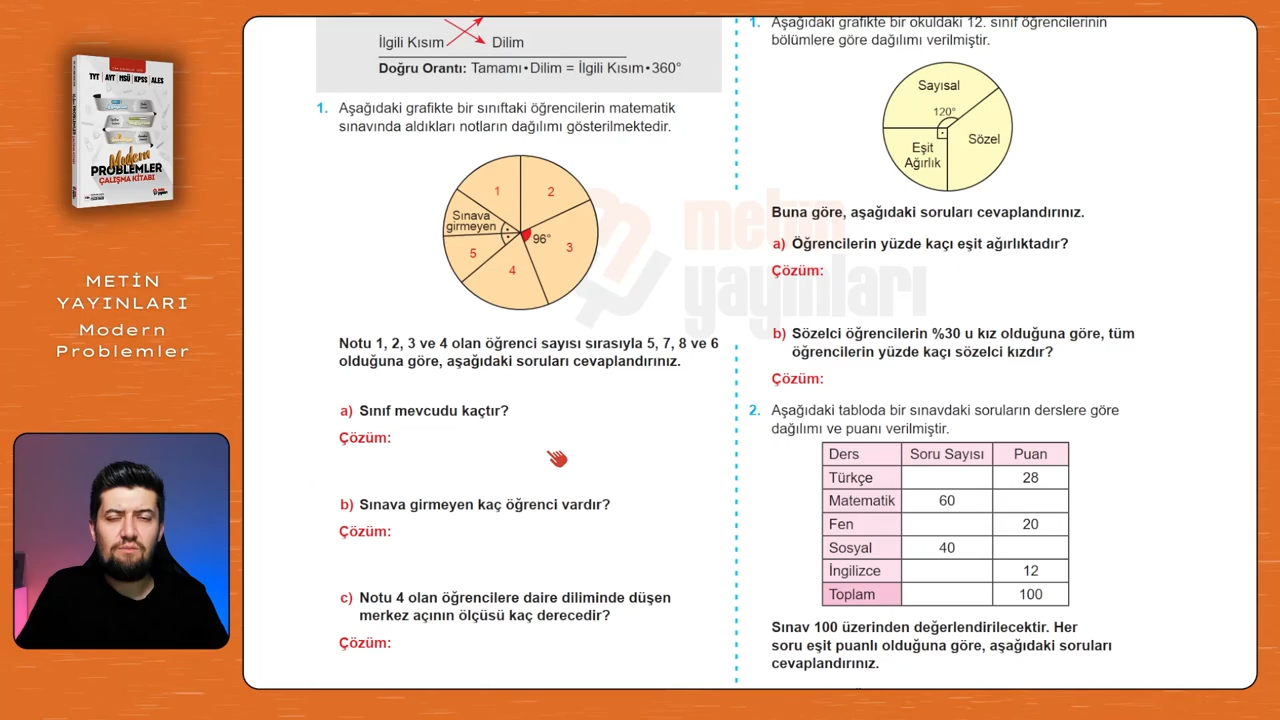 TYT AYT MSÜ KPSS ALES
Modern
PROBLEMLER
ÇALIŞMA KİTABI
METİN
YAYINLARI
Modern
Problemler
İlgili Kısım Dilim
Doğru Orantı: Tamamı•Dilim = İlgili Kısım•360°
1. Aşağıdaki grafikte bir sınıftaki öğrencilerin matematik
sınavında aldıkları notların dağılımı gösterilmektedir.
1
2
Sınava
girmeyen
96°
3
5
4
Notu 1, 2, 3 ve 4 olan öğrenci sayısı sırasıyla 5, 7, 8 ve 6
olduğuna göre, aşağıdaki soruları cevaplandırınız.
a) Sınıf mevcudu kaçtır?
Çözüm:
b) Sınava girmeyen kaç öğrenci vardır?
Çözüm:
c) Notu 4 olan öğrencilere daire diliminde düşen
merkez açının ölçüsü kaç derecedir?
Çözüm:
metin
yayınları
1. Aşağıdaki grafikte bir okuldaki 12. sınıf öğrencilerinin
bölümlere göre dağılımı verilmiştir.
Sayısal
120°
Sözel
Eşit
Ağırlık
Buna göre, aşağıdaki soruları cevaplandırınız.
a) Öğrencilerin yüzde kaçı eşit ağırlıktadır?
Çözüm:
b) Sözelci öğrencilerin %30 u kız olduğuna göre, tüm
öğrencilerin yüzde kaçı sözelci kızdır?
Çözüm:
2. Aşağıdaki tabloda bir sınavdaki soruların derslere göre
dağılımı ve puanı verilmiştir.
Ders Soru Sayısı Puan
Türkçe 28
Matematik 60
Fen 20
Sosyal 40
İngilizce 12
Toplam 100
Sınav 100 üzerinden değerlendirilecektir. Her
soru eşit puanlı olduğuna göre, aşağıdaki soruları
cevaplandırınız.